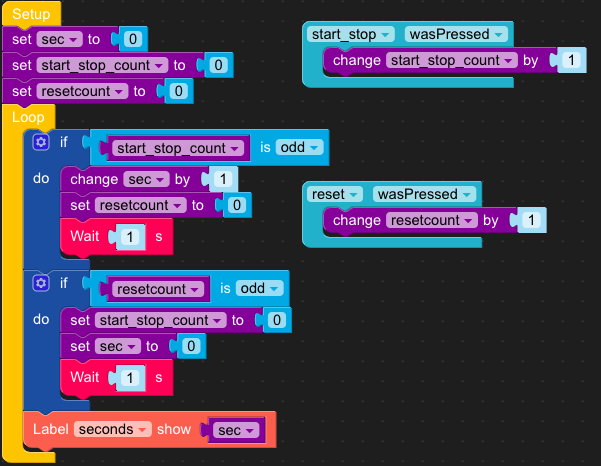 Setup
set sec to 0
set start_stop_count to 0
set resetcount to 0
Loop
if start_stop_count is odd
do change sec by 1
set resetcount to 0
Wait 1 s
if resetcount is odd
do set start_stop_count to 0
set sec to 0
Wait 1 s
Label seconds show sec
start_stop wasPressed
change start_stop_count by 1
reset wasPressed
change resetcount by 1